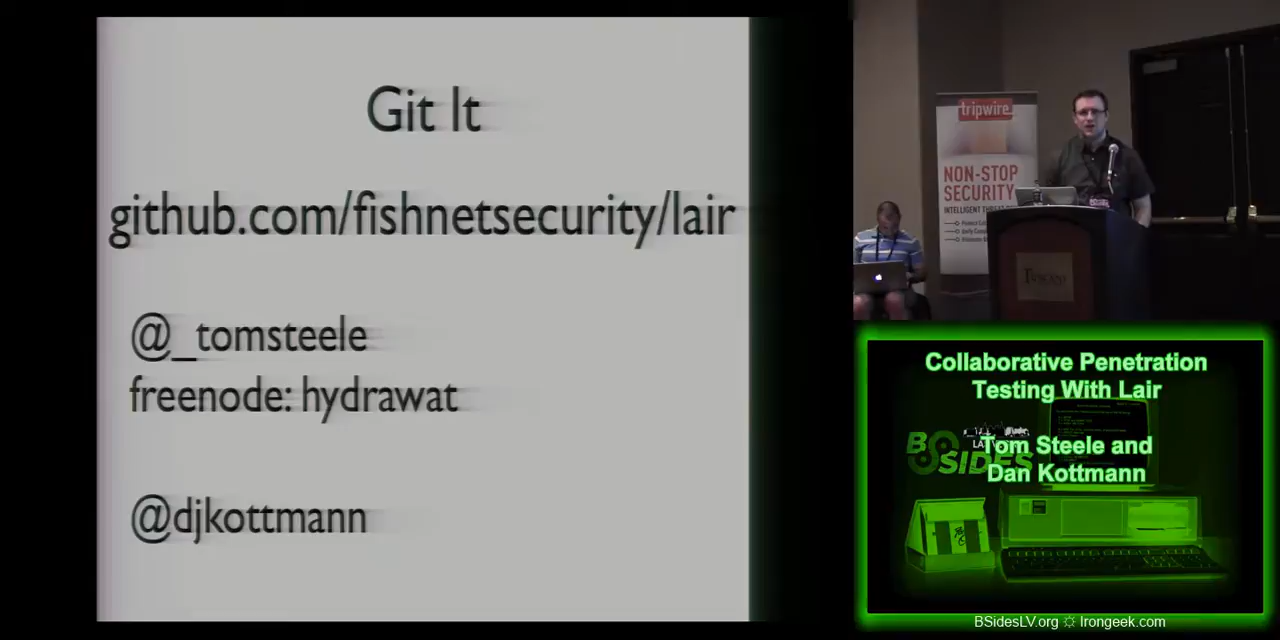 Git It
github.com/fishnetsecurity/lair
@_tomsteele
freenode: hydrawat
@djkottmann
tripwire
NON-STOP
SECURITY
Collaborative Penetration
Testing With Lair
BSIDES
Tom Steele and
Dan Kottmann
BSidesLV.org ☼ Irongeek.com